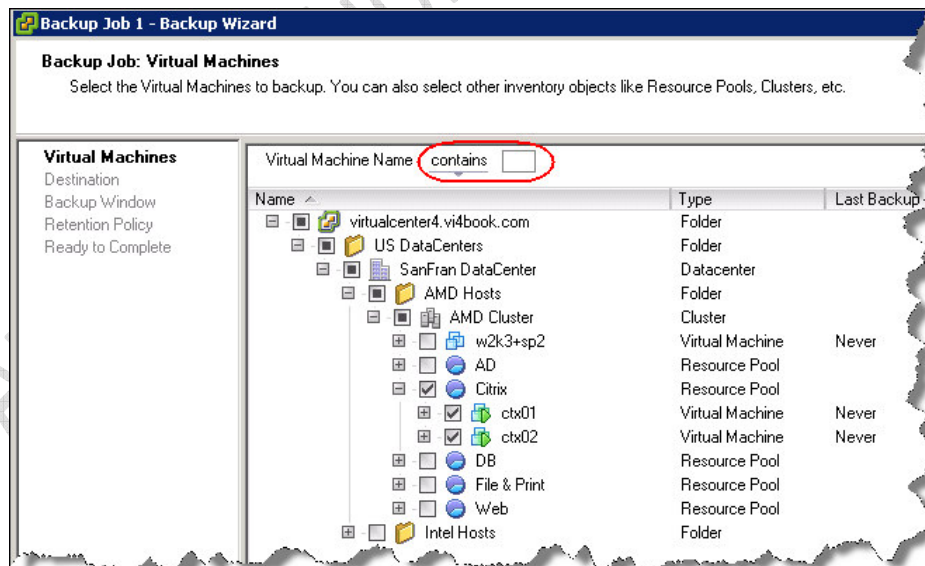 Backup Job 1 - Backup Wizard
Backup Job: Virtual Machines
Select the Virtual Machines to backup. You can also select other inventory objects like Resource Pools, Clusters, etc.
Virtual Machines
Destination
Backup Window
Retention Policy
Ready to Complete
Virtual Machine Name contains
Name Type Last Backup
virtualcenter4.vi4book.com Folder
US DataCenters Folder
SanFran DataCenter Datacenter
AMD Hosts Folder
AMD Cluster Cluster
w2k3+sp2 Virtual Machine Never
AD Resource Pool
Citrix Resource Pool
ctx01 Virtual Machine Never
ctx02 Virtual Machine Never
DB Resource Pool
File & Print Resource Pool
Web Resource Pool
Intel Hosts Folder